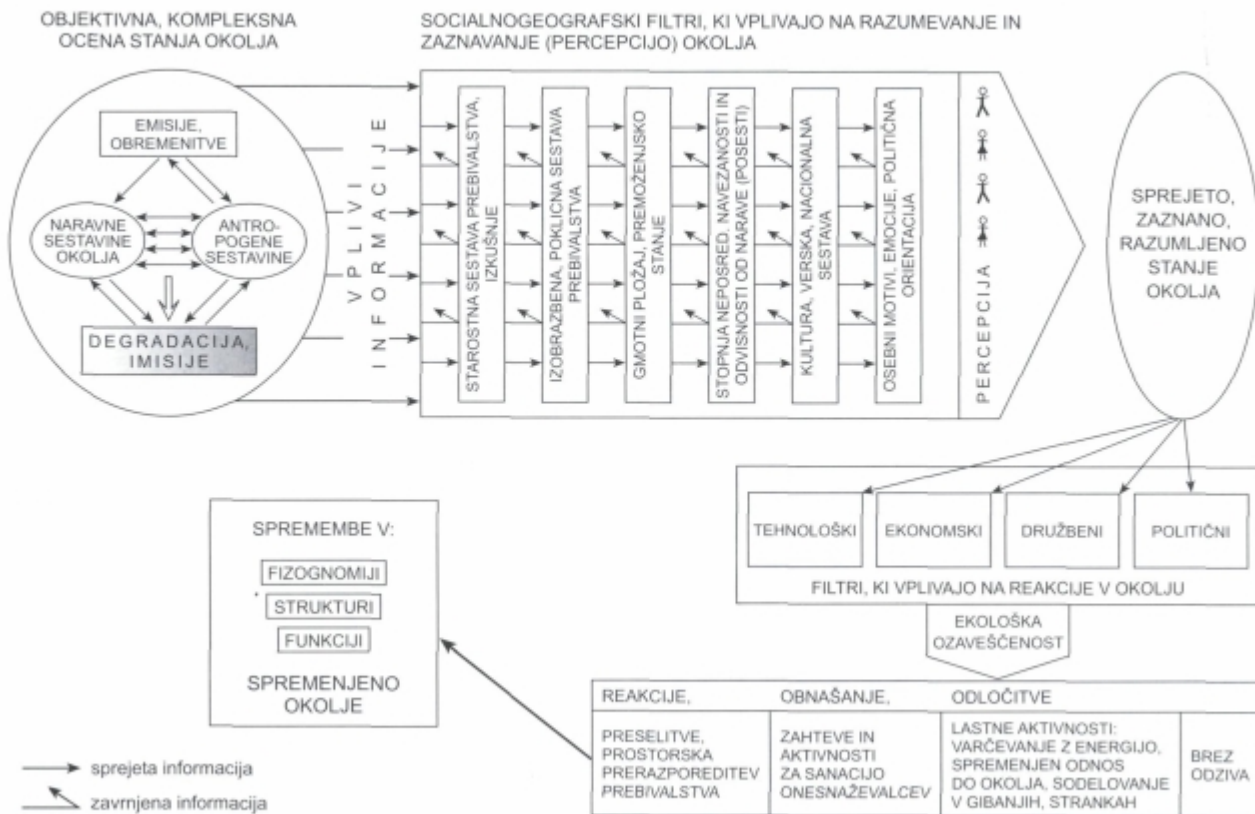 OBJEKTIVNA, KOMPLEKSNA
OCENA STANJA OKOLJA
SOCIALNOGEOGRAFSKI FILTRI, KI VPLIVAJO NA RAZUMEVANJE IN
ZAZNAVANJE (PERCEPCIJO) OKOLJA
EMISIJE,
OBREMENITVE
NARAVNE
SESTAVINE
OKOLJA
ANTRO-
POGENE
SESTAVINE
DEGRADACIJA,
IMISIJE
VPLIVI
INFORMACIJE
STAROSTNA SESTAVA PREBIVALSTVA,
IZKUŠNJE
IZOBRAZBENA, POKLICNA SESTAVA
PREBIVALSTVA
GMOTNI PLOŽAJ, PREMOŽENJSKO
STANJE
STOPNJA NEPOSRED. NAVEZANOSTI IN
ODVISNOSTI OD NARAVE (POSESTI)
KULTURA, VERSKA, NACIONALNA
SESTAVA
OSEBNI MOTIVI, EMOCIJE, POLITIČNA
ORIENTACIJA
PERCEPCIJA
SPREJETO,
ZAZNANO,
RAZUMLJENO
STANJE
OKOLJA
TEHNOLOŠKI
EKONOMSKI
DRUŽBENI
POLITIČNI
FILTRI, KI VPLIVAJO NA REAKCIJE V OKOLJU
EKOLOŠKA
OZAVEŠČENOST
REAKCIJE, OBNAŠANJE, ODLOČITVE
PRESELITVE,
PROSTORSKA
PRERAZPOREDITEV
PREBIVALSTVA
ZAHTEVE IN
AKTIVNOSTI
ZA SANACIJO
ONESNAŽEVALCEV
LASTNE AKTIVNOSTI:
VARČEVANJE Z ENERGIJO,
SPREMENJEN ODNOS
DO OKOLJA, SODELOVANJE
V GIBANJIH, STRANKAH
BREZ
ODZIVA
SPREMEMBE V:
FIZOGNOMIJI
STRUKTURI
FUNKCIJI
SPREMENJENO
OKOLJE
sprejeta informacija
zavrnjena informacija